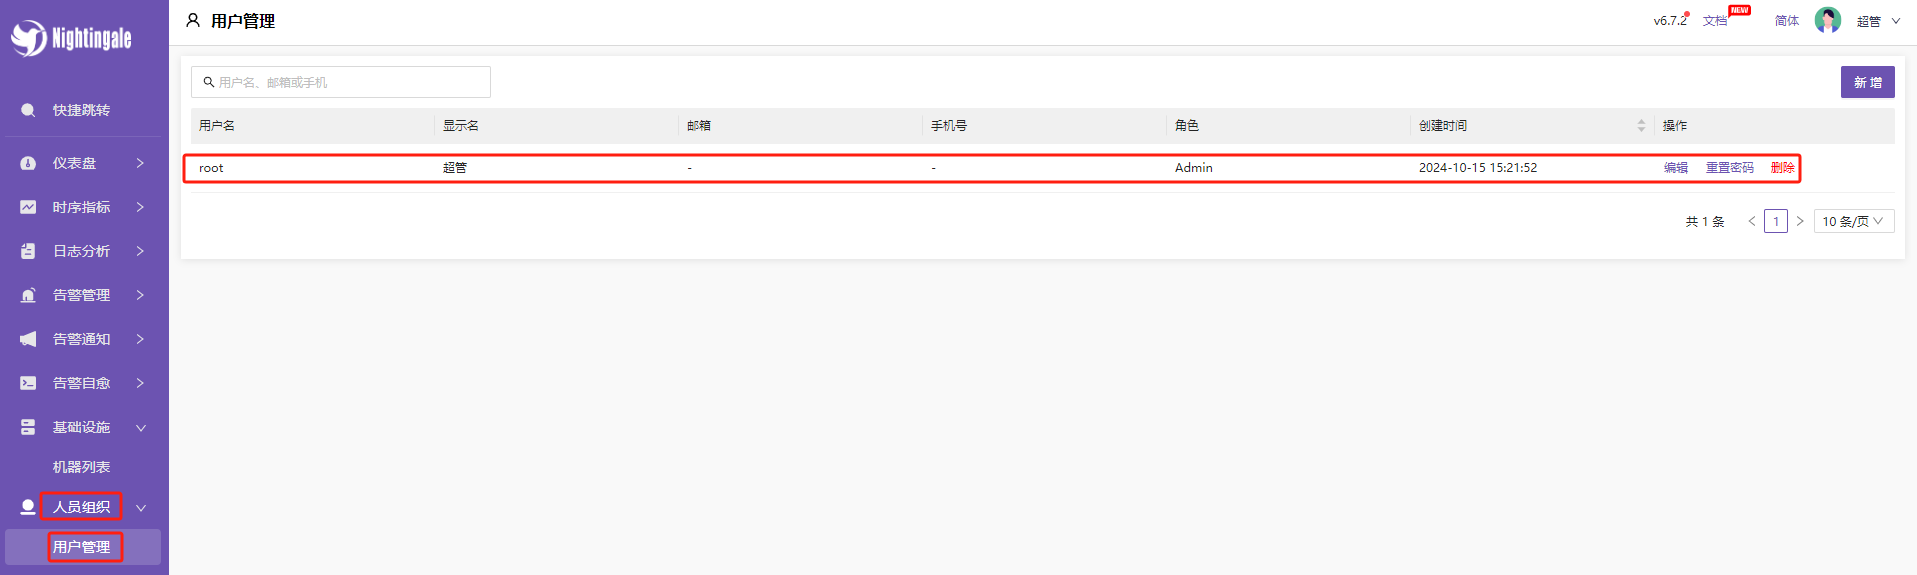 Nightingale
快捷跳转
仪表盘
时序指标
日志分析
告警管理
告警通知
告警自愈
基础设施
机器列表
人员组织
用户管理
用户管理
v6.7.2 文档 NEW 简体 超管
用户名、邮箱或手机
新 增
用户名 显示名 邮箱 手机号 角色 创建时间 操作
root 超管 - - Admin 2024-10-15 15:21:52 编辑 重置密码 删除
共 1 条 < 1 > 10 条/页